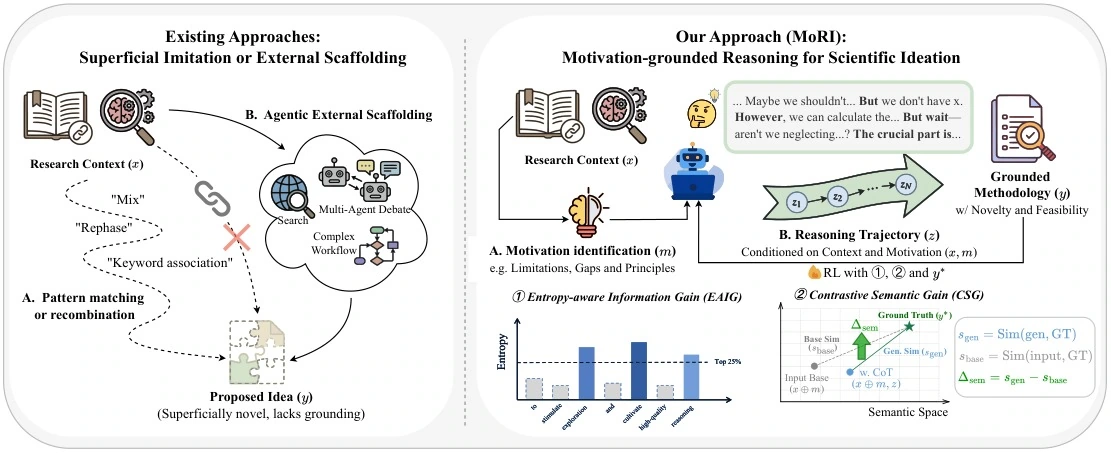 Existing Approaches:
Superficial Imitation or External Scaffolding
Research Context (x)
B. Agentic External Scaffolding
Search
Multi-Agent Debate
Complex
Workflow
"Mix"
"Rephase"
"Keyword association"
A. Pattern matching
or recombination
Proposed Idea (y)
(Superficially novel, lacks grounding)
Our Approach (MoRI):
Motivation-grounded Reasoning for Scientific Ideation
Research Context (x)
... Maybe we shouldn't... But we don't have x.
However, we can calculate the... But wait—
aren't we neglecting...? The crucial part is...
z1
z2
...
zN
Grounded
Methodology (y)
w/ Novelty and Feasibility
A. Motivation identification (m)
e.g. Limitations, Gaps and Principles
B. Reasoning Trajectory (z)
Conditioned on Context and Motivation (x, m)
RL with ①, ② and y*
① Entropy-aware Information Gain (EAIG)
Entropy
Top 25%
to
stimulate
exploration
and
cultivate
high-quality
reasoning
② Contrastive Semantic Gain (CSG)
Ground Truth (y*)
Δsem
Base Sim
(sbase)
Gen. Sim (sgen)
Input Base
(x ⊕ m)
w. CoT
(x ⊕ m, z)
Semantic Space
sgen = Sim(gen, GT)
sbase = Sim(input, GT)
Δsem = sgen − sbase